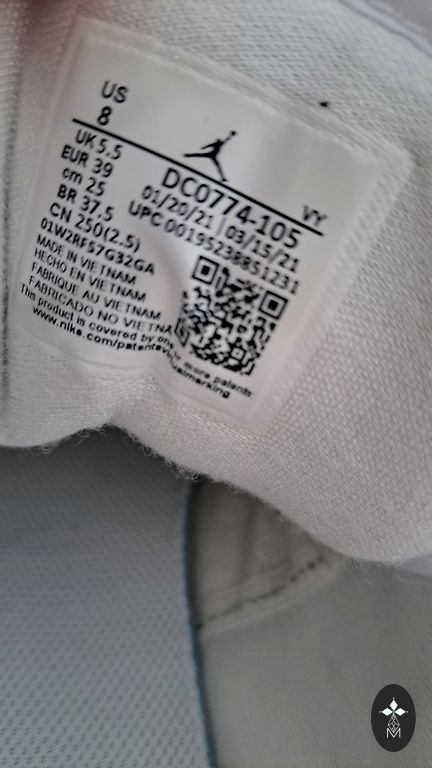 US
8
VY
UK 5.5
EUR 39
cm 25
BR 37.5
CN 250(2.5)
01W2RF57G32GA
DC0774-105
01/20/21 | 03/15/21
UPC 00195238851231
MADE IN VIETNAM
HECHO EN VIETNAM
FABRIQUE AU VIETNAM
FABRICADO NO VIETNA
This product is covered by one or more patents:
www.nike.com/patentsvirtualmarking
M